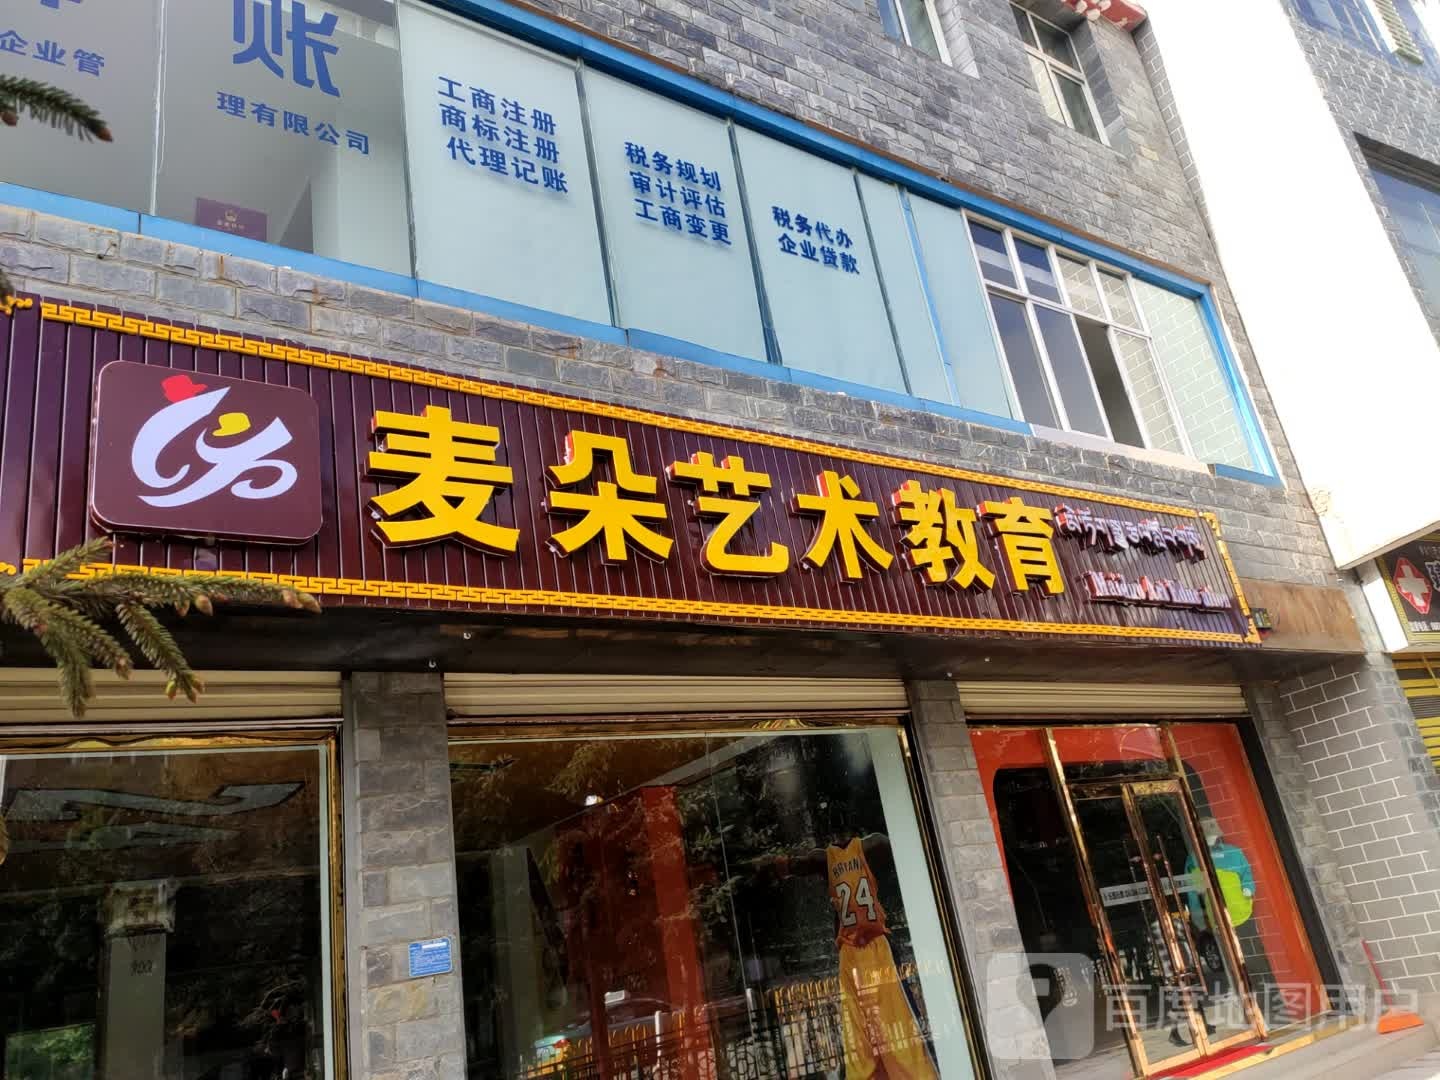 账
企业管
理有限公司
工商注册
商标注册
代理记账
税务规划
审计评估
工商变更
税务代办
企业贷款
麦朵艺术教育
BRYANT
24
百度地图用户